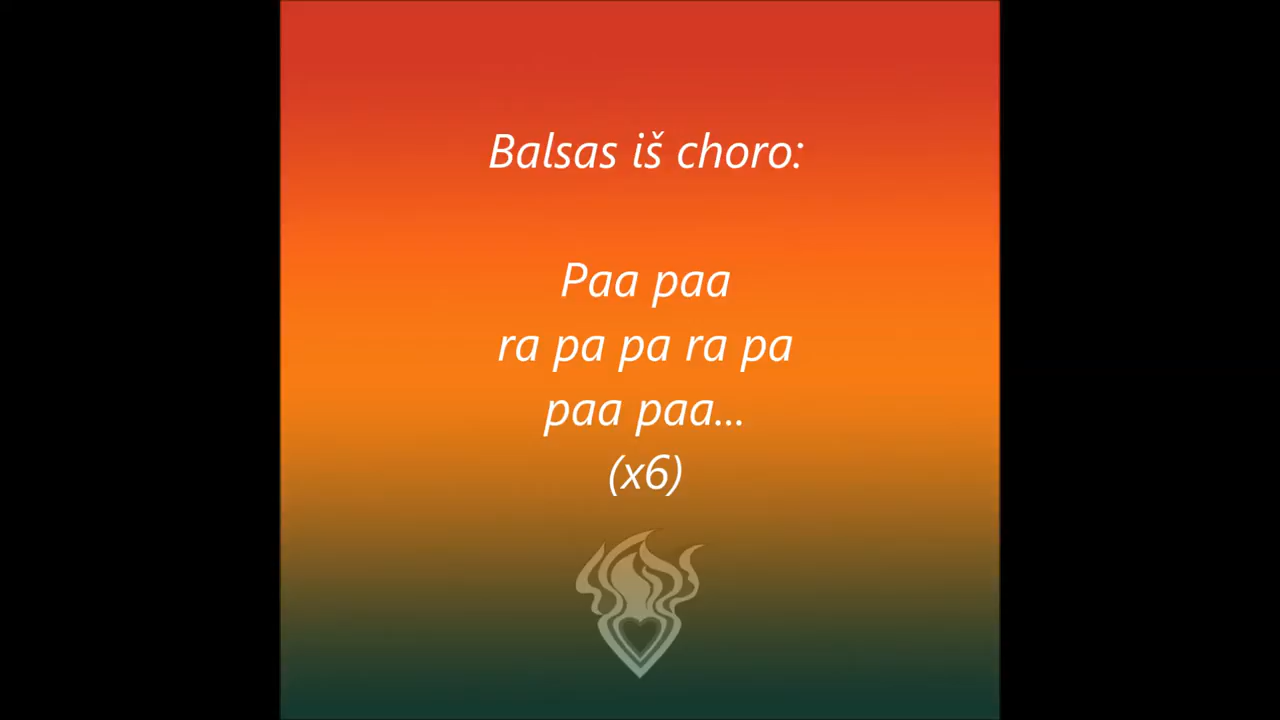 Balsas iš choro:
Paa paa
ra pa pa ra pa
paa paa...
(x6)